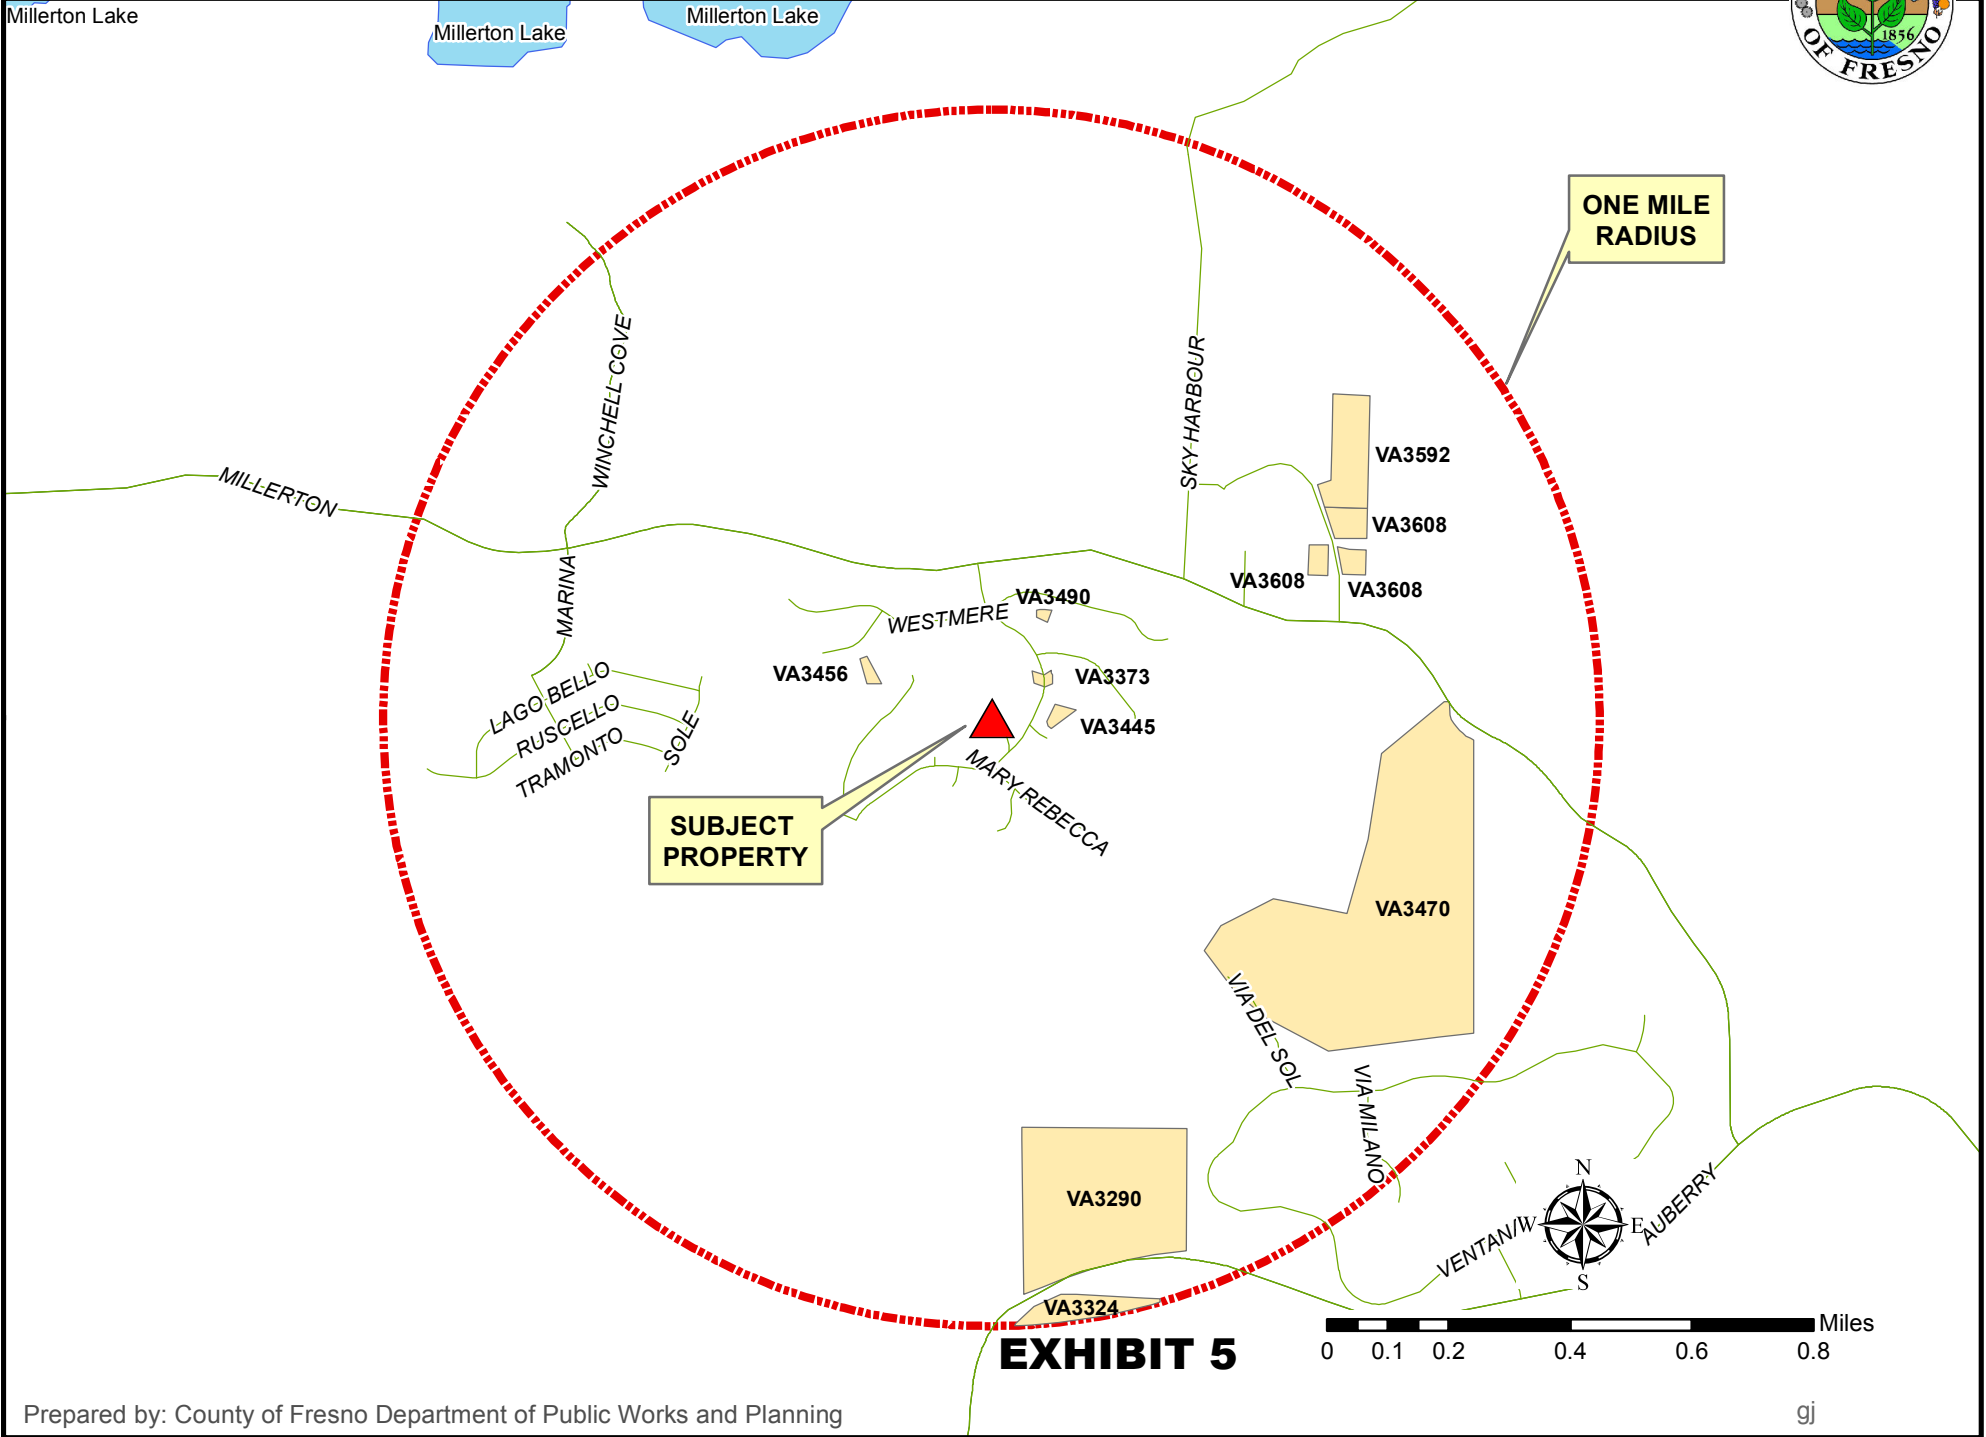 Millerton Lake
Millerton Lake
Millerton Lake
1856
OF FRESNO
ONE MILE
RADIUS
WINCHELL COVE
SKY HARBOUR
VA3592
MILLERTON
VA3608
MARINA
VA3608
VA3608
VA3490
WESTMERE
VA3456
VA3373
LAGO BELLO
RUSCELLO
TRAMONTO
SOLE
VA3445
MARY REBECCA
SUBJECT
PROPERTY
VA3470
VIA DEL SOL
VIA MILANO
VA3290
N
W
E
S
VENTAN
AUBERRY
VA3324
EXHIBIT 5
Miles
0 0.1 0.2 0.4 0.6 0.8
Prepared by: County of Fresno Department of Public Works and Planning
gj